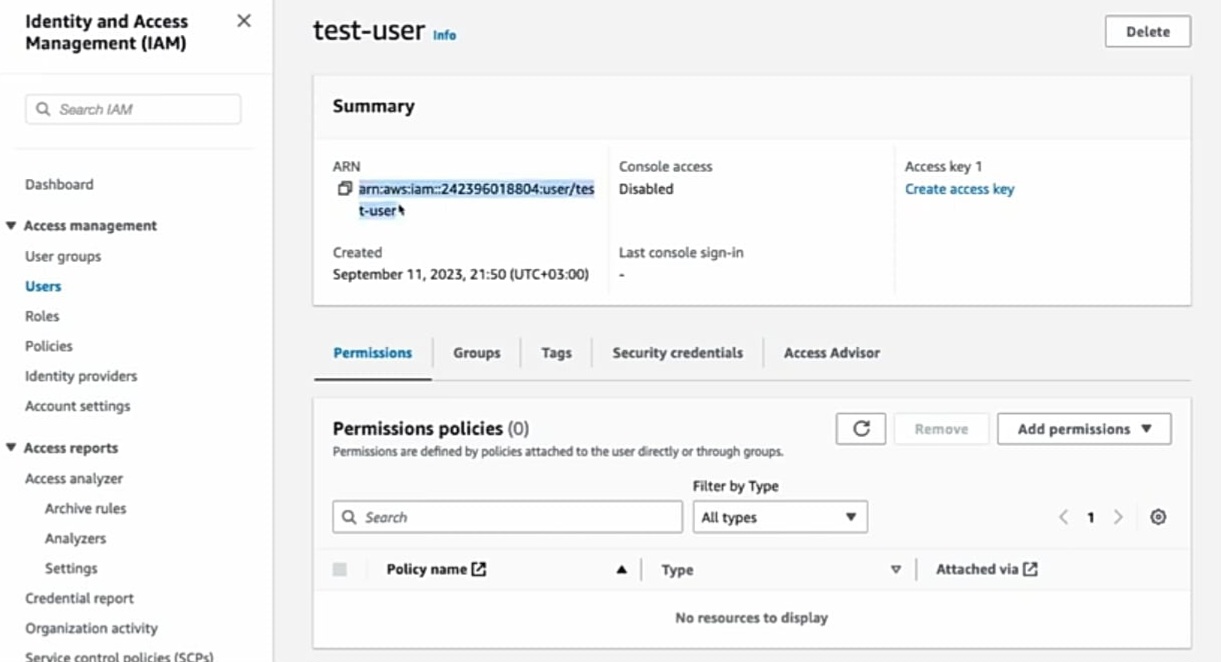 Identity and Access
Management (IAM)
Search IAM
Dashboard
Access management
User groups
Users
Roles
Policies
Identity providers
Account settings
Access reports
Access analyzer
Archive rules
Analyzers
Settings
Credential report
Organization activity
Service control policies (SCPs)
test-user Info
Delete
Summary
ARN
arn:aws:iam::242396018804:user/tes
t-user
Created
September 11, 2023, 21:50 (UTC+03:00)
Console access
Disabled
Last console sign-in
-
Access key 1
Create access key
Permissions Groups Tags Security credentials Access Advisor
Permissions policies (0)
Permissions are defined by policies attached to the user directly or through groups.
Remove Add permissions
Filter by Type
Search All types 1
Policy name Type Attached via
No resources to display